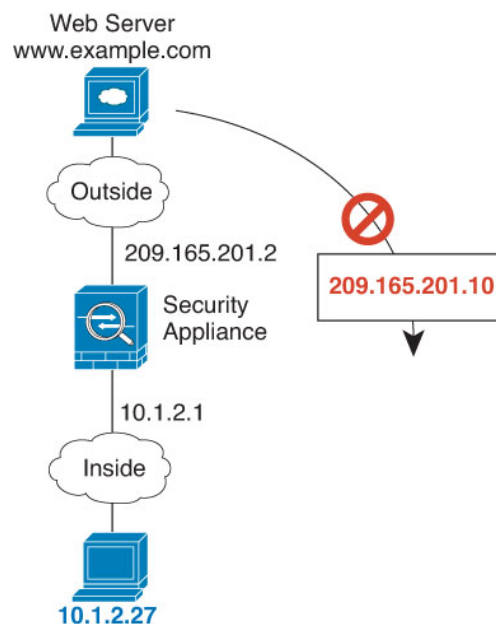 Web Server
www.example.com
Outside
209.165.201.2
209.165.201.10
Security
Appliance
10.1.2.1
Inside
10.1.2.27